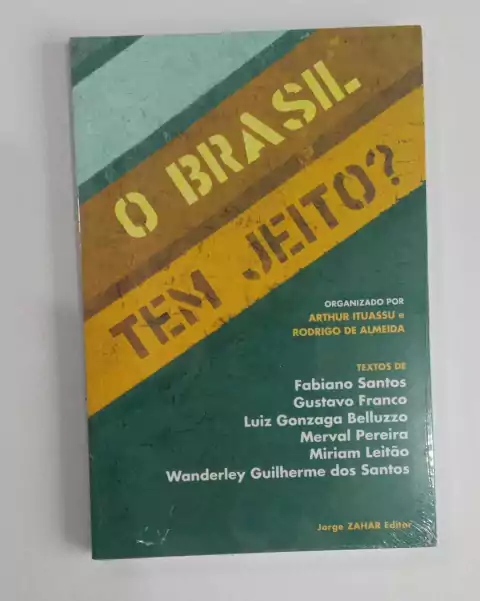 O BRASIL
TEM JEITO?
ORGANIZADO POR
ARTHUR ITUASSU e
RODRIGO DE ALMEIDA
TEXTOS DE
Fabiano Santos
Gustavo Franco
Luiz Gonzaga Belluzzo
Merval Pereira
Miriam Leitão
Wanderley Guilherme dos Santos
Jorge ZAHAR Editor